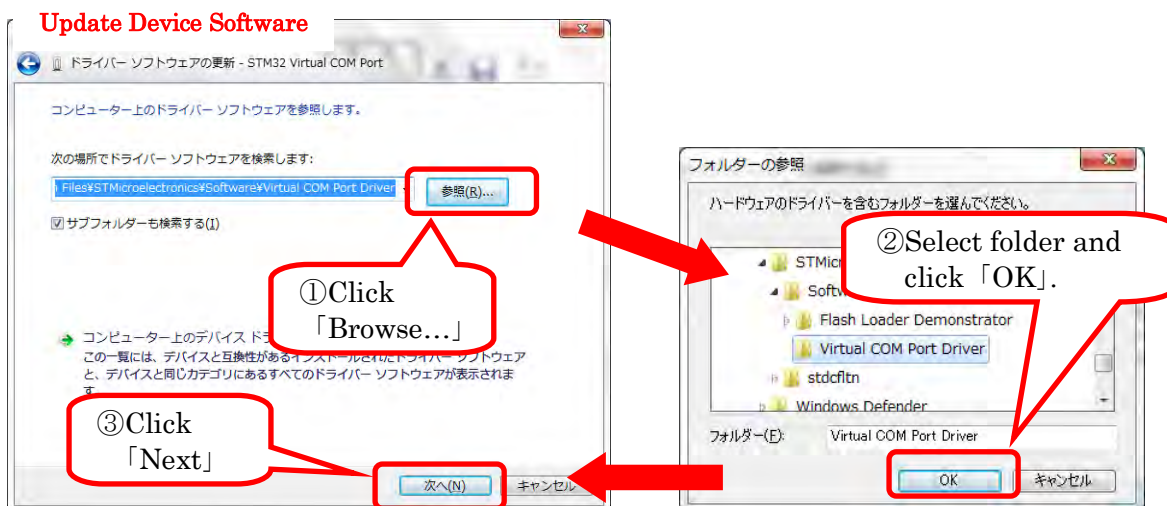 Update Device Software
ドライバー ソフトウェアの更新 - STM32 Virtual COM Port
コンピューター上のドライバー ソフトウェアを参照します。
次の場所でドライバー ソフトウェアを検索します:
Files¥STMicroelectronics¥Software¥Virtual COM Port Driver
参照(R)...
サブフォルダーも検索する(I)
①Click
「Browse...」
コンピューター上のデバイス ド
この一覧には、デバイスと互換性があるインストールされたドライバー ソフトウェア
と、デバイスと同じカテゴリにあるすべてのドライバー ソフトウェアが表示されま
す
③Click
「Next」
次へ(N)
キャンセル
フォルダーの参照
ハードウェアのドライバーを含むフォルダーを選んでください。
②Select folder and
click「OK」.
STMic
Softw
Flash Loader Demonstrator
Virtual COM Port Driver
stdcfltn
Windows Defender
フォルダー(F):
Virtual COM Port Driver
OK
キャンセル